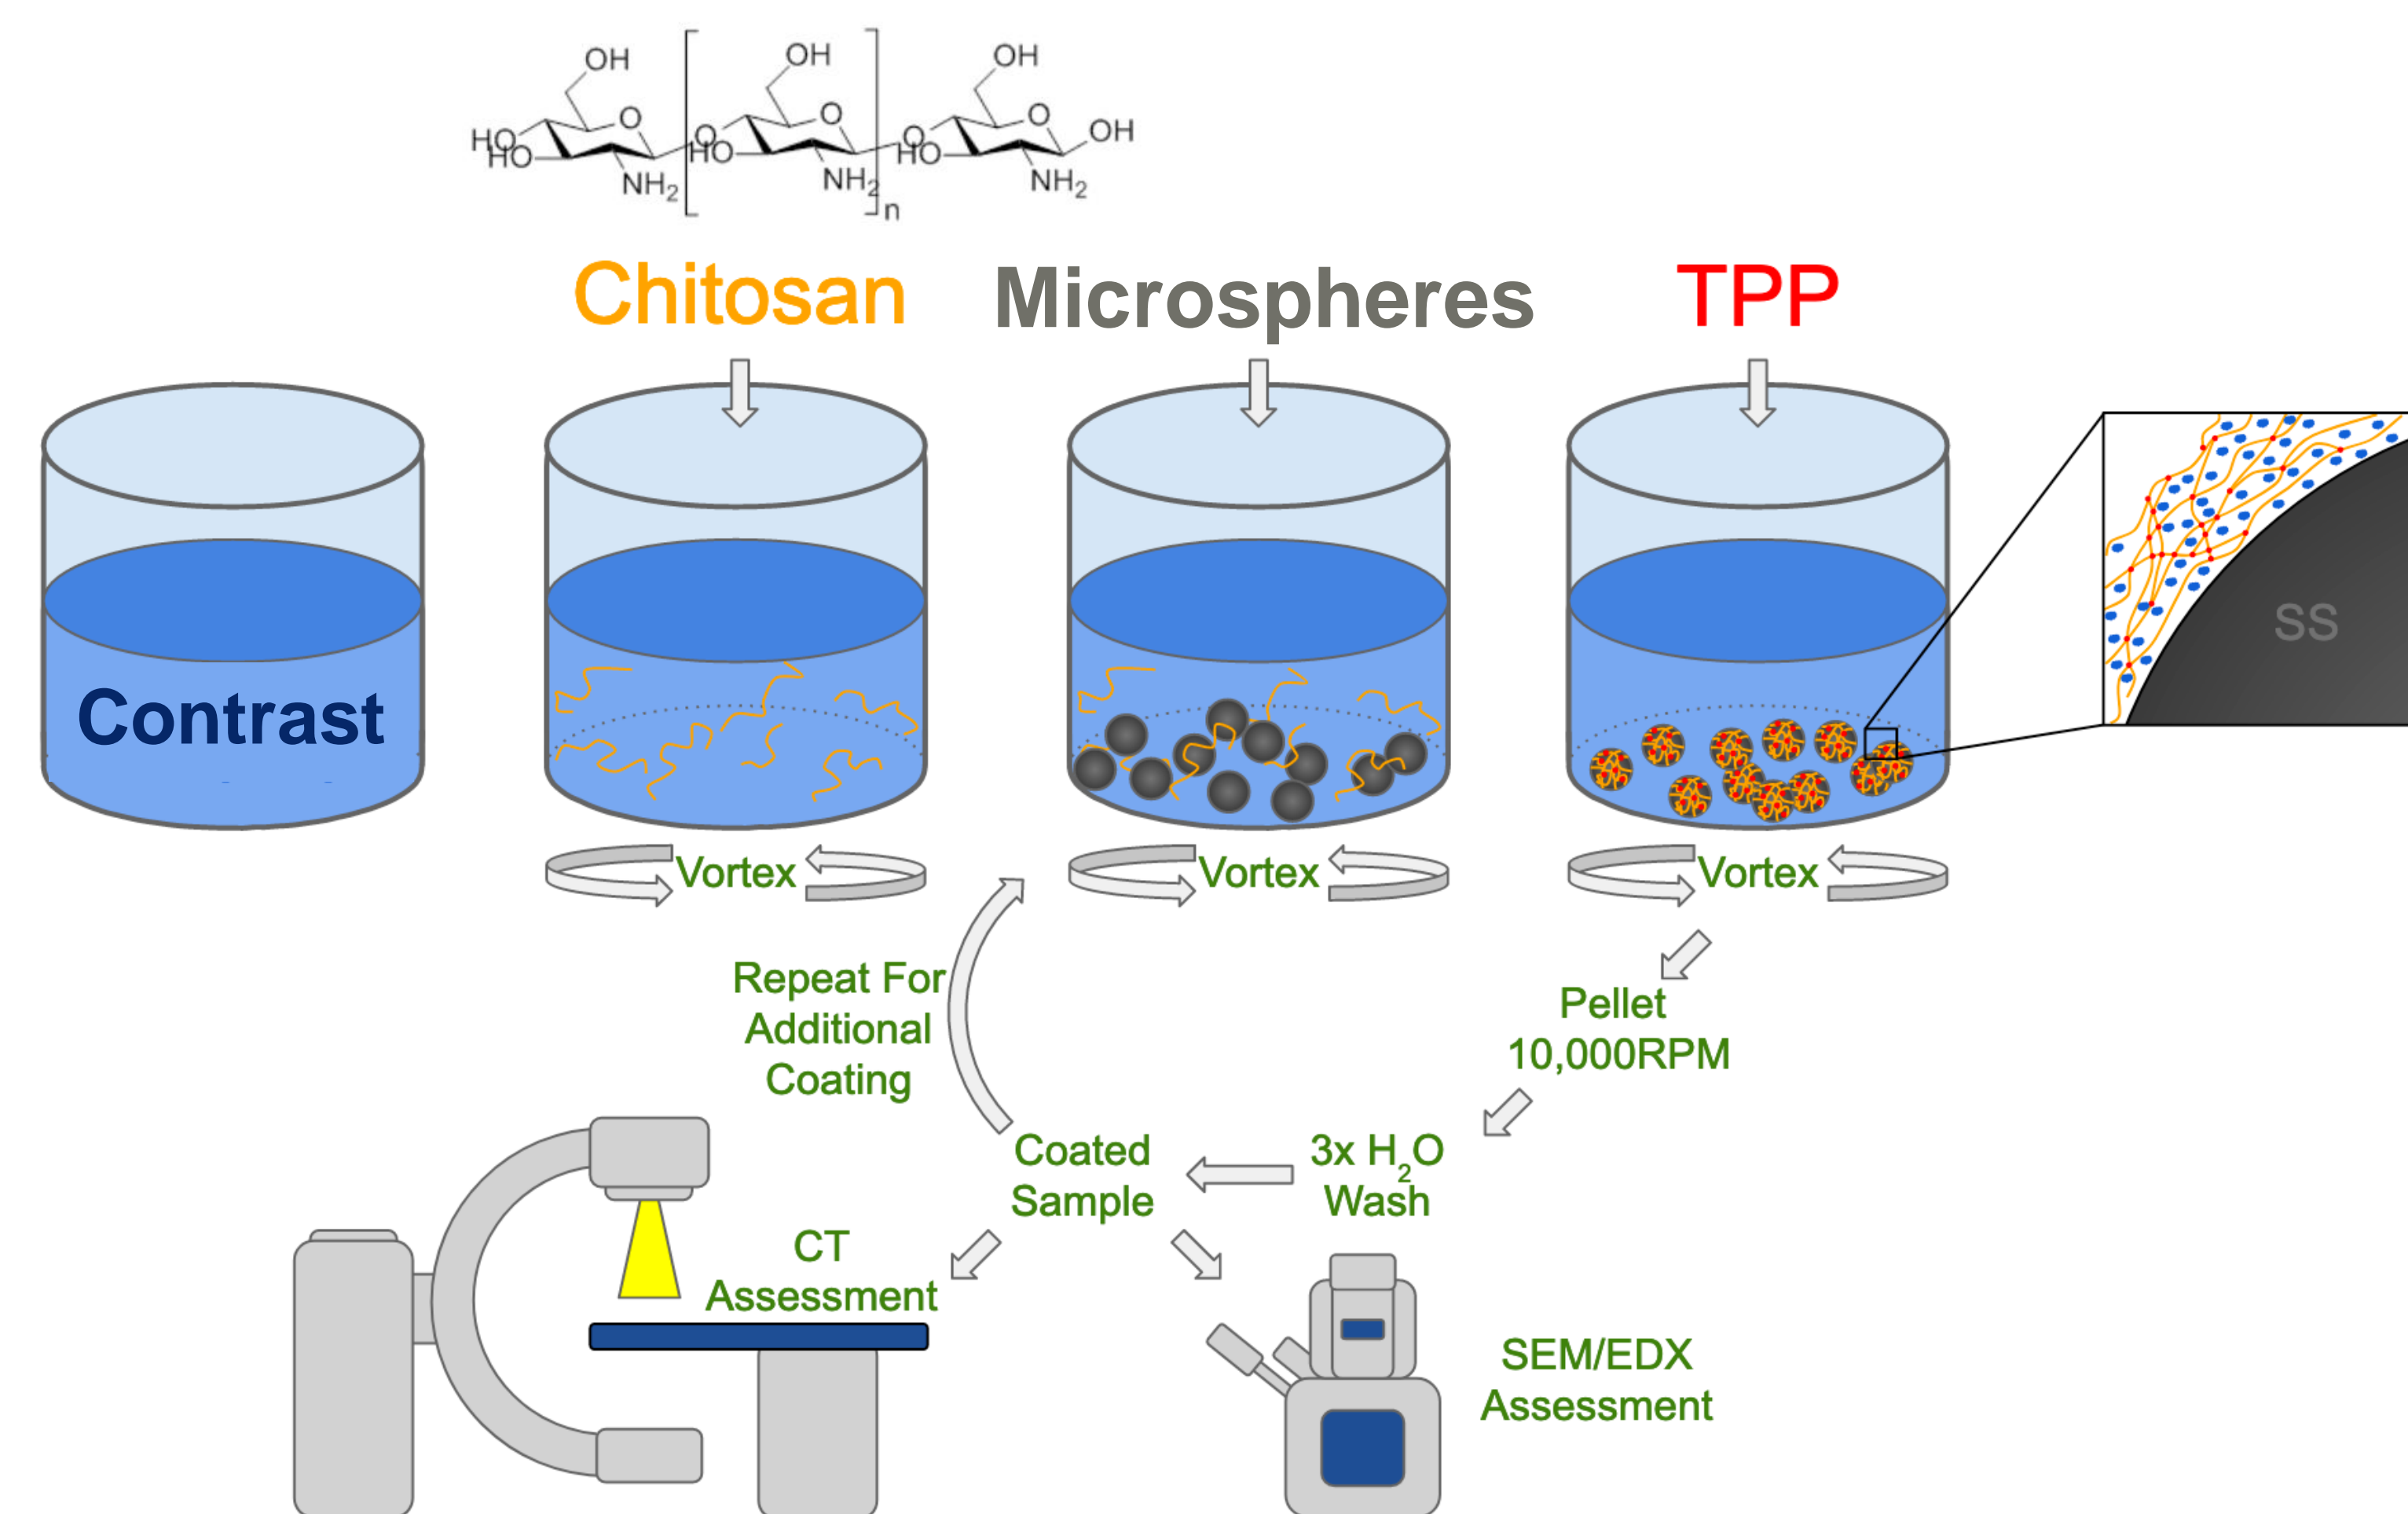 OH OH OH
HO O O O O O OH
HO HO HO
NH2 NH2 NH2
n
Chitosan Microspheres TPP
Contrast
SS
Vortex Vortex Vortex
Repeat For
Additional
Coating
Pellet
10,000RPM
Coated
Sample
3x H2O
Wash
CT
Assessment
SEM/EDX
Assessment